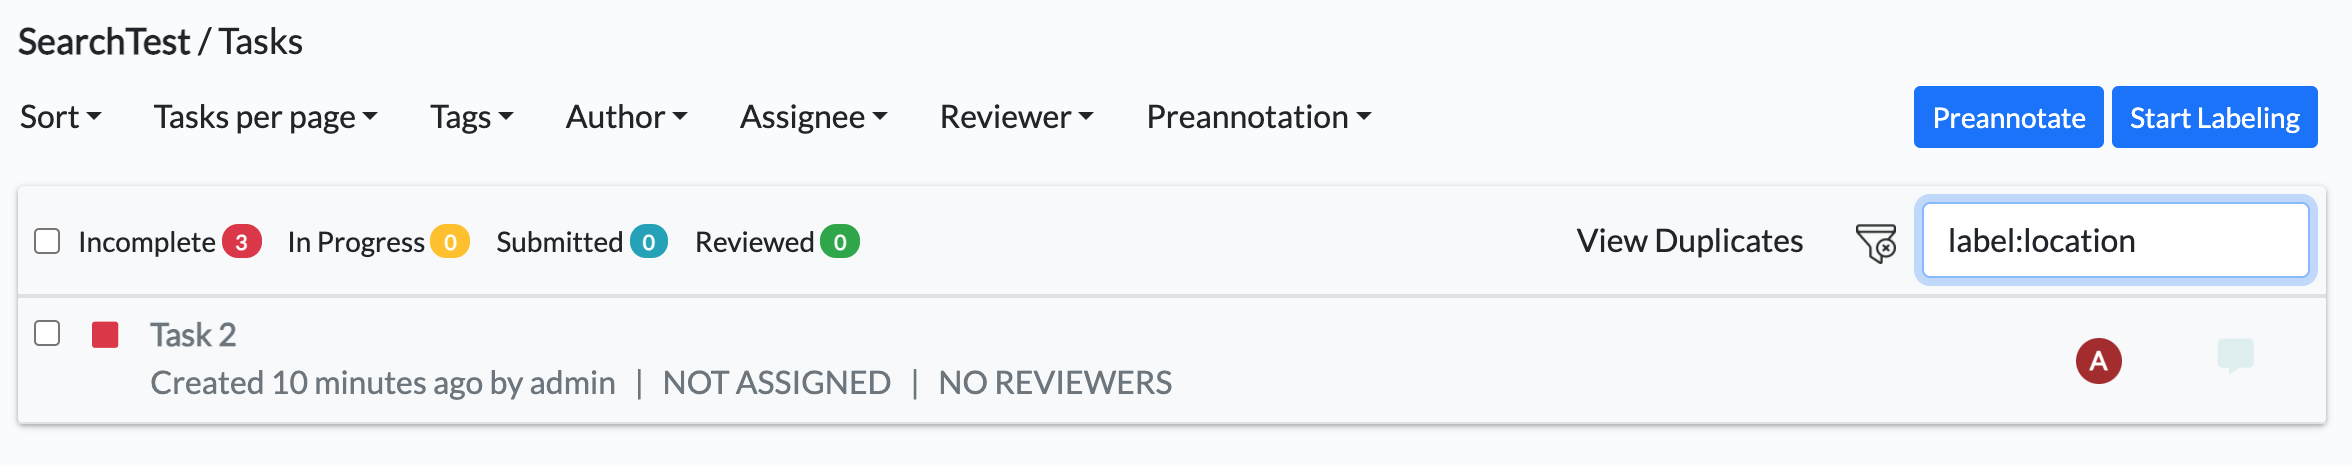 SearchTest / Tasks
Sort Tasks per page Tags Author Assignee Reviewer Preannotation Preannotate Start Labeling
Incomplete 3 In Progress 0 Submitted 0 Reviewed 0 View Duplicates label:location
Task 2
Created 10 minutes ago by admin | NOT ASSIGNED | NO REVIEWERS A